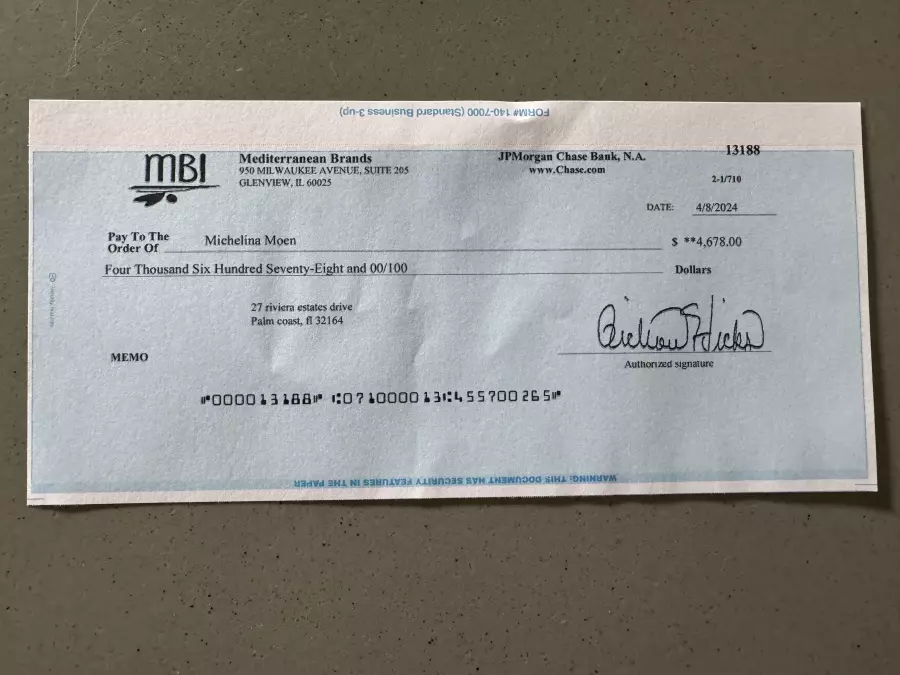 FORM# 140-7000 (Standard Business 3-up)
MBI
Mediterranean Brands
950 MILWAUKEE AVENUE, SUITE 205
GLENVIEW, IL 60025
JPMorgan Chase Bank, N.A.
www.Chase.com
13188
2-1/710
DATE: 4/8/2024
Pay To The
Order Of Michelina Moen
$ **4,678.00
Four Thousand Six Hundred Seventy-Eight and 00/100 Dollars
27 riviera estates drive
Palm coast, fl 32164
Hicks
Authorized signature
MEMO
⑈000013188⑈ ⑆071000013⑆455700265⑈
WARNING: THIS DOCUMENT HAS SECURITY FEATURES IN THE PAPER